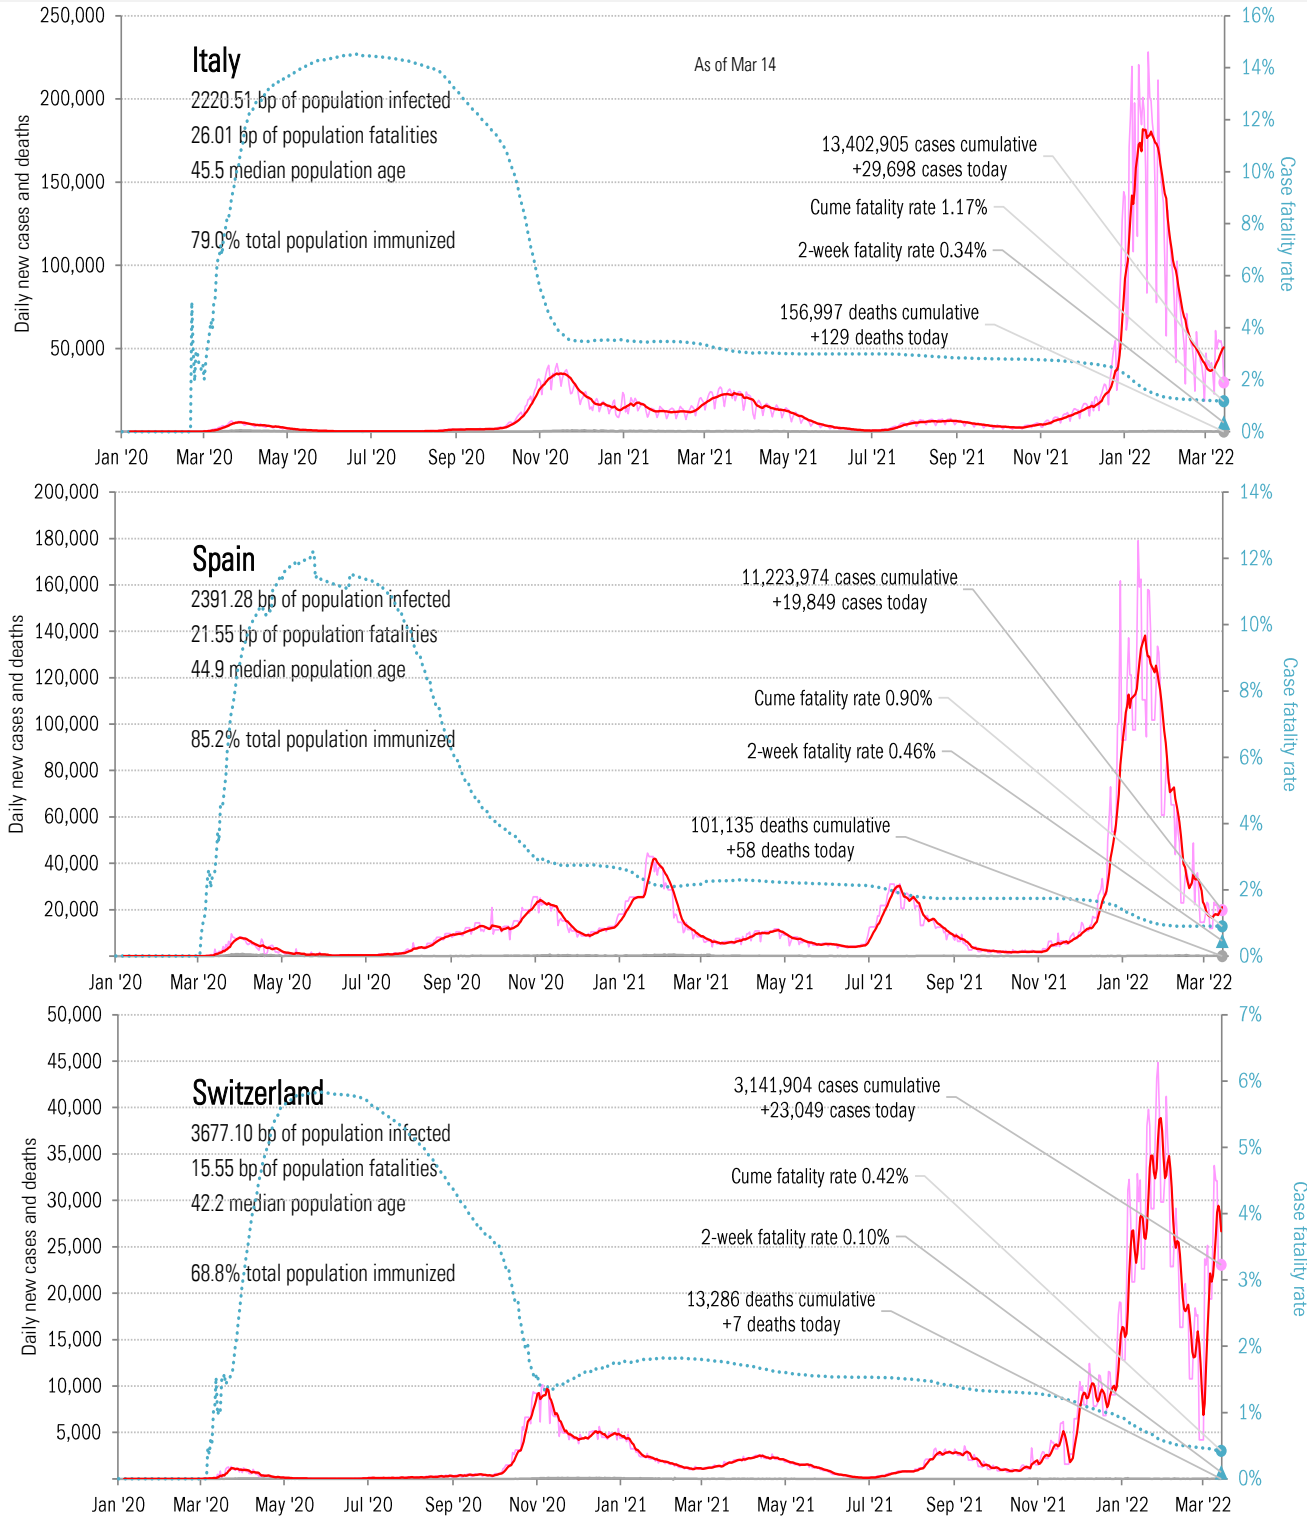 250,000
200,000
150,000
100,000
50,000
Daily new cases and deaths
16%
14%
12%
10%
8%
6%
4%
2%
0%
Case fatality rate
Italy
As of Mar 14
2220.51 bp of population infected
26.01 bp of population fatalities
45.5 median population age
79.0% total population immunized
13,402,905 cases cumulative
+29,698 cases today
Cume fatality rate 1.17%
2-week fatality rate 0.34%
156,997 deaths cumulative
+129 deaths today
Jan '20 Mar '20 May '20 Jul '20 Sep '20 Nov '20 Jan '21 Mar '21 May '21 Jul '21 Sep '21 Nov '21 Jan '22 Mar '22
200,000
180,000
160,000
140,000
120,000
100,000
80,000
60,000
40,000
20,000
Daily new cases and deaths
14%
12%
10%
8%
6%
4%
2%
0%
Case fatality rate
Spain
2391.28 bp of population infected
21.55 bp of population fatalities
44.9 median population age
85.2% total population immunized
11,223,974 cases cumulative
+19,849 cases today
Cume fatality rate 0.90%
2-week fatality rate 0.46%
101,135 deaths cumulative
+58 deaths today
Jan '20 Mar '20 May '20 Jul '20 Sep '20 Nov '20 Jan '21 Mar '21 May '21 Jul '21 Sep '21 Nov '21 Jan '22 Mar '22
50,000
45,000
40,000
35,000
30,000
25,000
20,000
15,000
10,000
5,000
Daily new cases and deaths
7%
6%
5%
4%
3%
2%
1%
0%
Case fatality rate
Switzerland
3677.10 bp of population infected
15.55 bp of population fatalities
42.2 median population age
68.8% total population immunized
3,141,904 cases cumulative
+23,049 cases today
Cume fatality rate 0.42%
2-week fatality rate 0.10%
13,286 deaths cumulative
+7 deaths today
Jan '20 Mar '20 May '20 Jul '20 Sep '20 Nov '20 Jan '21 Mar '21 May '21 Jul '21 Sep '21 Nov '21 Jan '22 Mar '22